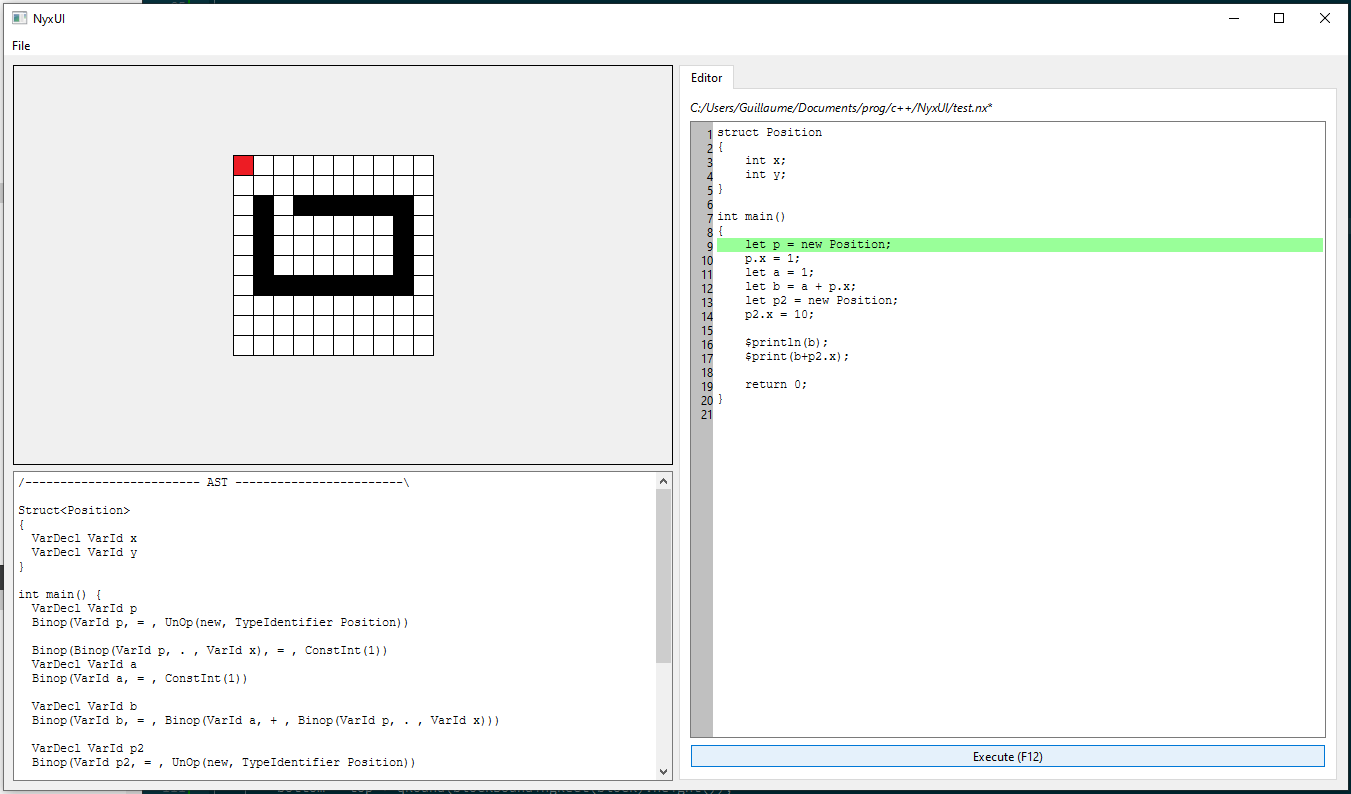 NyxUI
File
/------------------------- AST ------------------------\
Struct<Position>
{
  VarDecl VarId x
  VarDecl VarId y
}
int main() {
  VarDecl VarId p
  Binop(VarId p, = , UnOp(new, TypeIdentifier Position))
  Binop(Binop(VarId p, . , VarId x), = , ConstInt(1))
  VarDecl VarId a
  Binop(VarId a, = , ConstInt(1))
  VarDecl VarId b
  Binop(VarId b, = , Binop(VarId a, + , Binop(VarId p, . , VarId x)))
  VarDecl VarId p2
  Binop(VarId p2, = , UnOp(new, TypeIdentifier Position))
Editor
C:/Users/Guillaume/Documents/prog/c++/NyxUI/test.nx*
1 struct Position
2 {
3     int x;
4     int y;
5 }
6
7 int main()
8 {
9     let p = new Position;
10     p.x = 1;
11     let a = 1;
12     let b = a + p.x;
13     let p2 = new Position;
14     p2.x = 10;
15
16     $println(b);
17     $print(b+p2.x);
18
19     return 0;
20 }
21
Execute (F12)